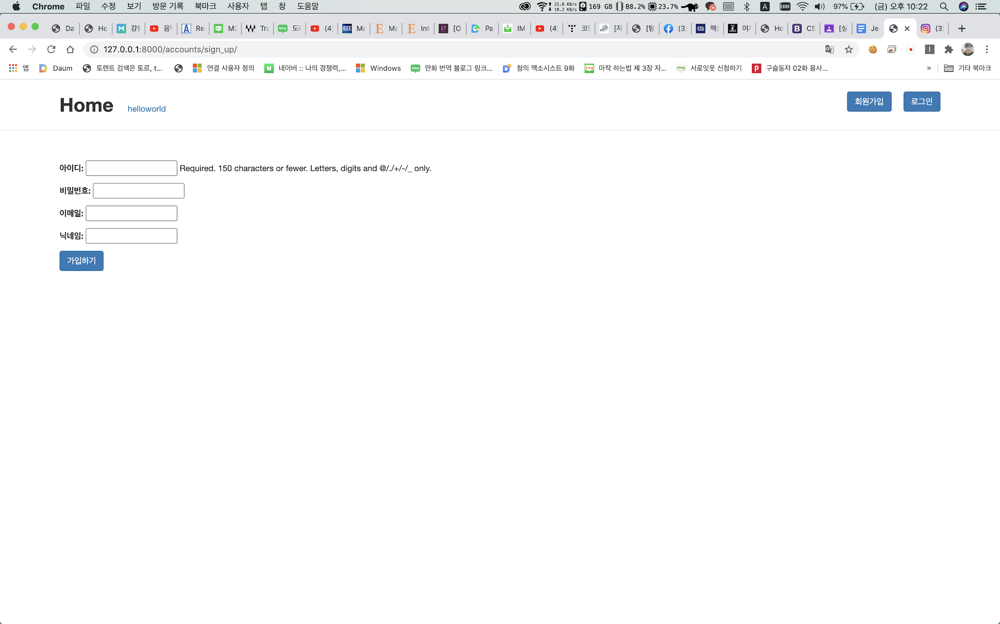 Chrome 파일 수정 보기 방문 기록 북마크 사용자 탭 창 도움말 21.8 KB/s 18.2 KB/s 169 GB 88.2% 23.7% A 97% (금) 오후 10:22
Da Ho 강 음 Re M Tra 도 (4) Ma Ma Int [O Pa IM (4) 코 [자 [텀 (3) 책 여 Ho CS [실 Je (3)
127.0.0.1:8000/accounts/sign_up/
앱 Daum 토렌트 검색은 토르, t... 연결 사용자 정의 네이버 :: 나의 경쟁력,... Windows 만화 번역 블로그 링크... 청의 엑소시스트 9화 마작 하는법 제 3장 자... 서로잇웃 신청하기 구슬동자 02화 용사... » 기타 북마크
Home helloworld 회원가입 로그인
아이디: Required. 150 characters or fewer. Letters, digits and @/./+/-/_ only.
비밀번호:
이메일:
닉네임:
가입하기